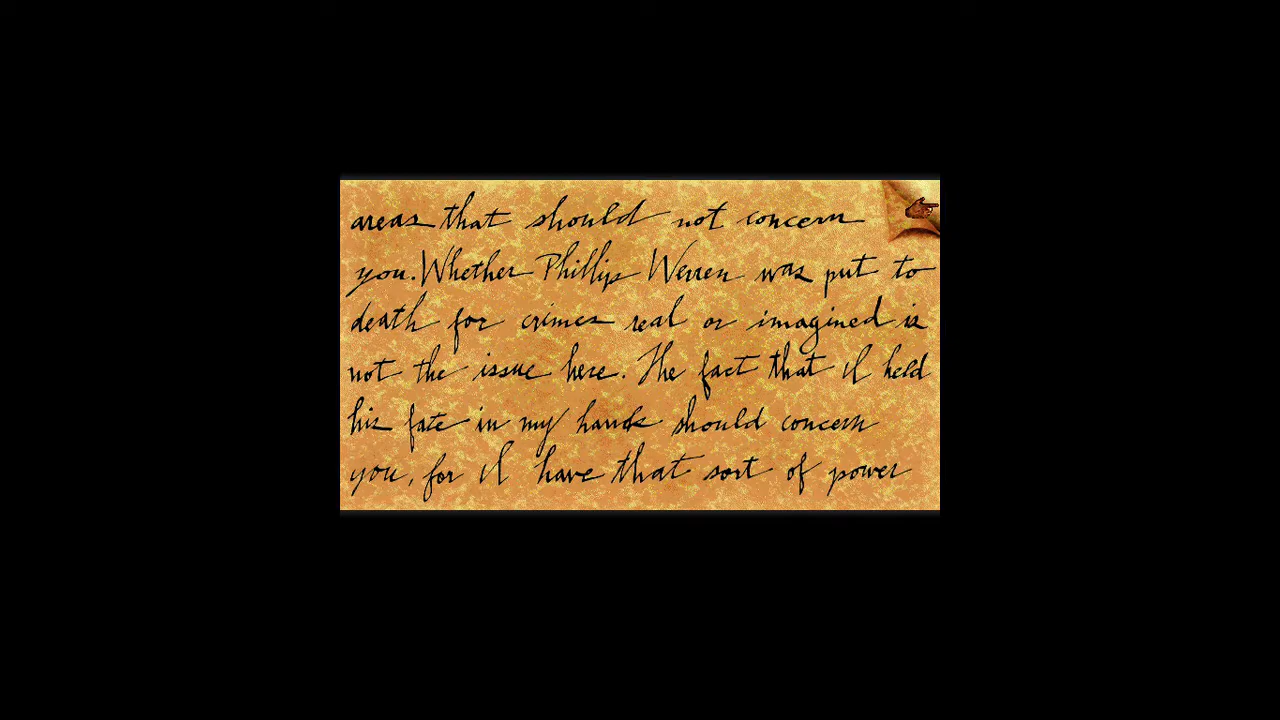 areas that should not concern
you. Whether Phillip Werren was put to
death for crimes real or imagined is
not the issue here. The fact that I held
his fate in my hands should concern
you, for I have that sort of power